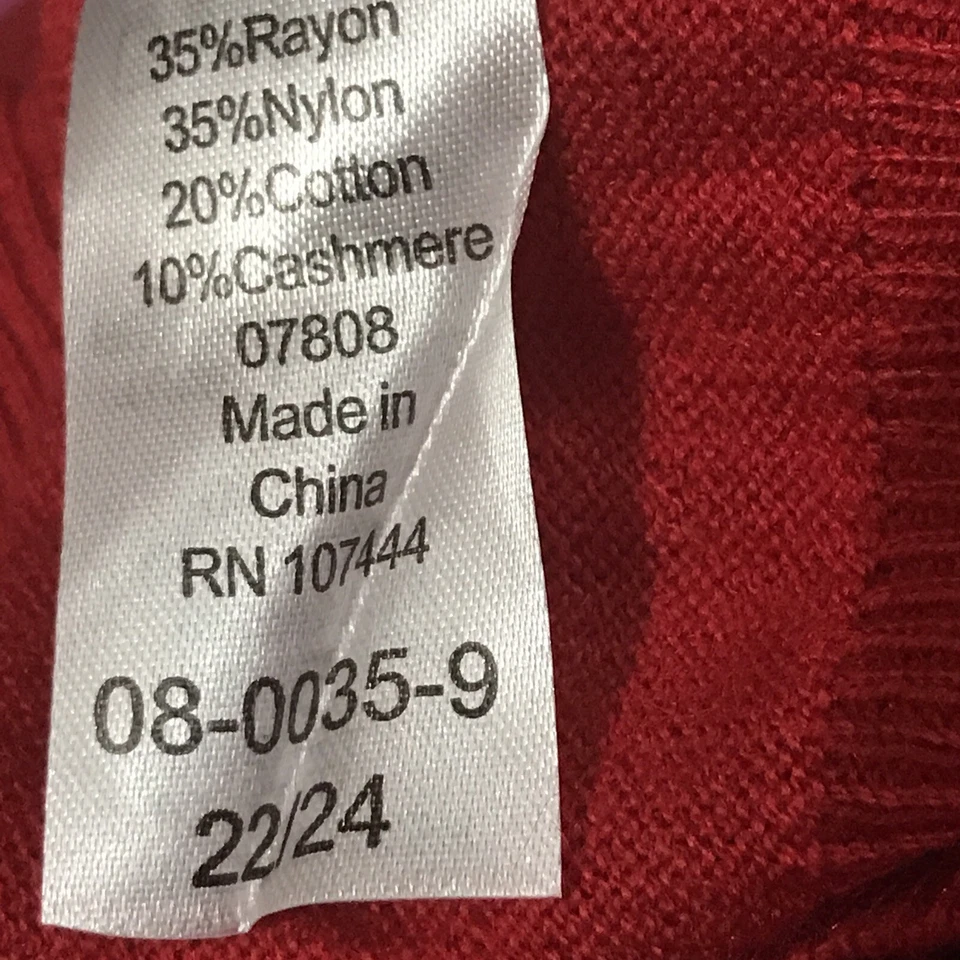 35%Rayon
35%Nylon
20%Cotton
10%Cashmere
07808
Made in
China
RN 107444
08-0035-9
22/24